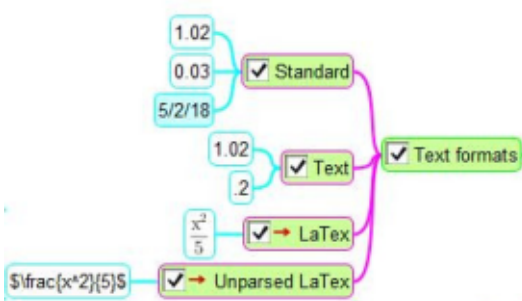 1.02
0.03
5/2/18
Standard
1.02
.2
Text
Text formats
x²
5
LaTex
$\frac{x^2}{5}$
Unparsed LaTex